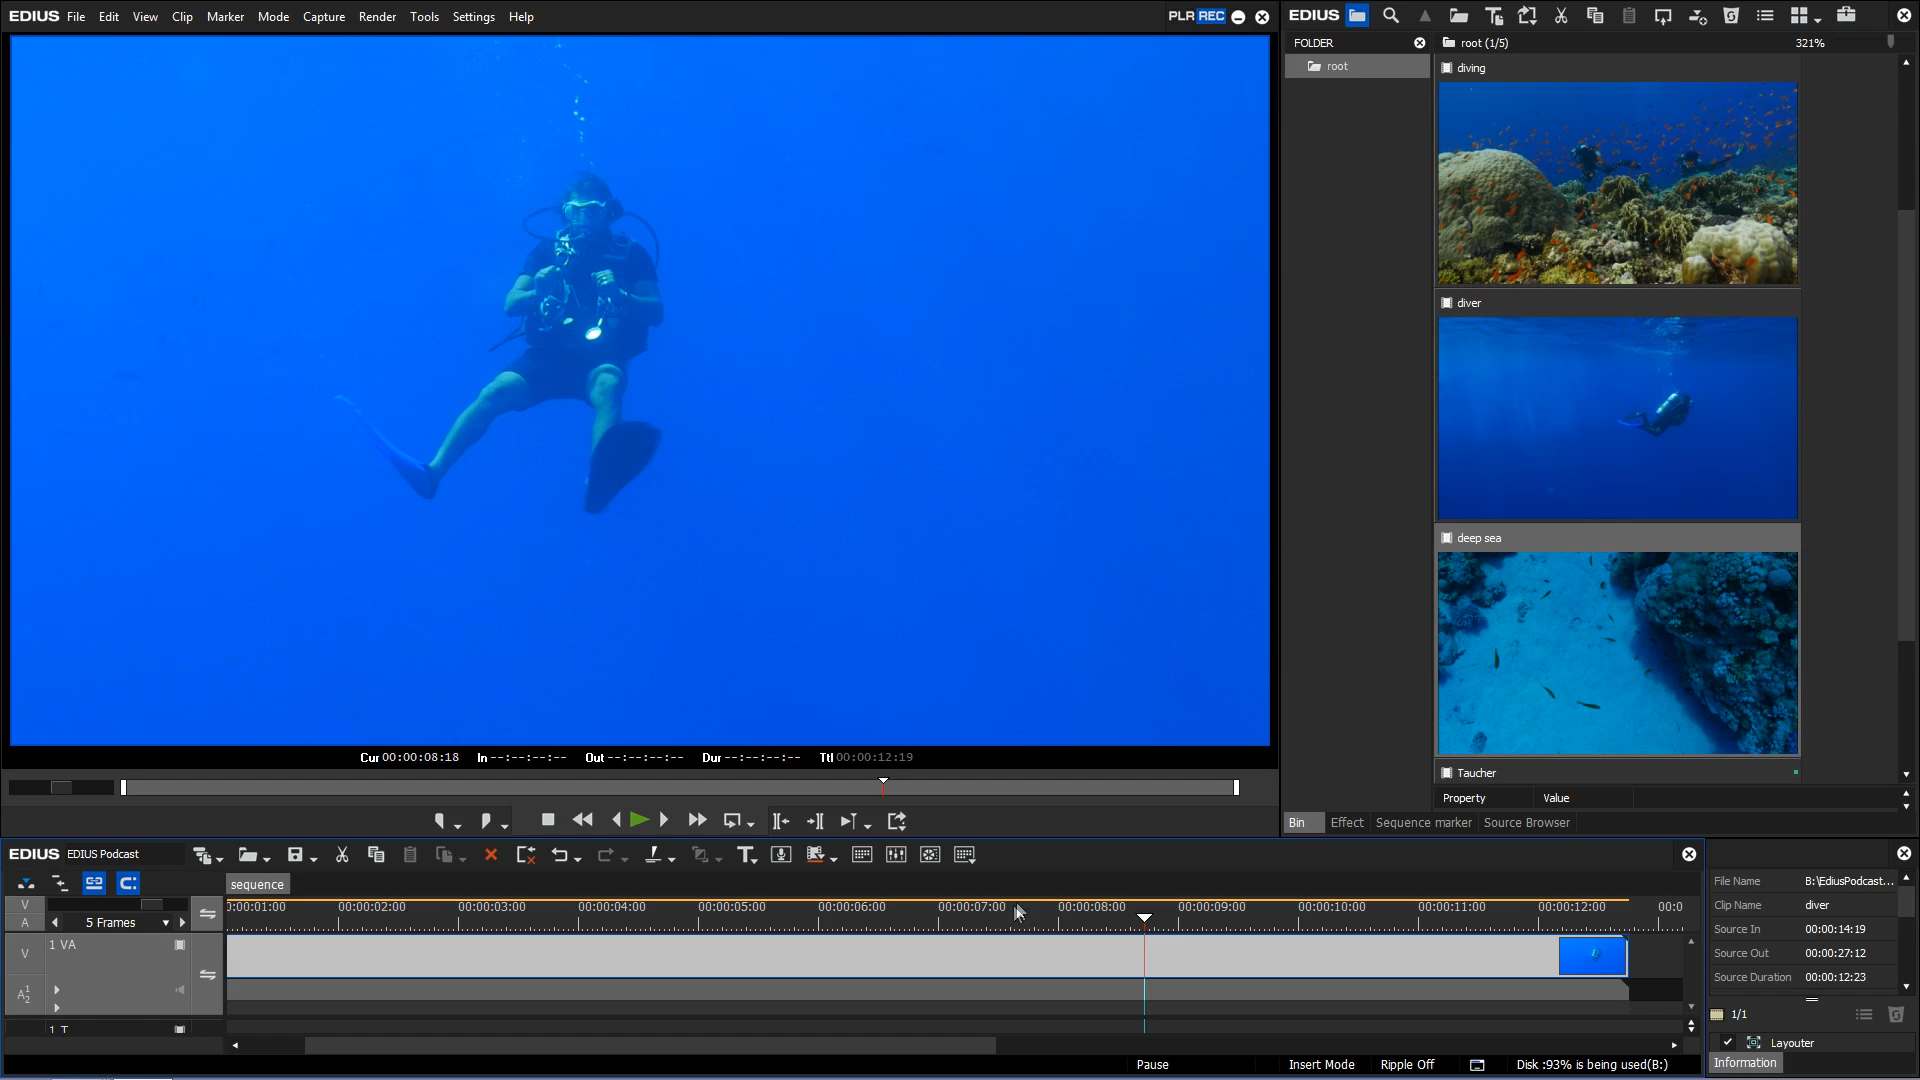 EDIUS File Edit View Clip Marker Mode Capture Render Tools Settings Help
PLR REC
EDIUS
FOLDER
root (1/5)
321%
root
diving
diver
deep sea
Taucher
Property Value
Bin Effect Sequence marker Source Browser
Cur 00:00:08:18 In --:--:--:-- Out --:--:--:-- Dur --:--:--:-- Ttl 00:00:12:19
EDIUS EDIUS Podcast
sequence
V
A
5 Frames
0:00:01:00 00:00:02:00 00:00:03:00 00:00:04:00 00:00:05:00 00:00:06:00 00:00:07:00 00:00:08:00 00:00:09:00 00:00:10:00 00:00:11:00 00:00:12:00 00:0
V
1 VA
A 1 2
1 T
Pause Insert Mode Ripple Off Disk :93% is being used(B:)
File Name B:\EdiusPodcast...
Clip Name diver
Source In 00:00:14:19
Source Out 00:00:27:12
Source Duration 00:00:12:23
1/1
Layouter
Information